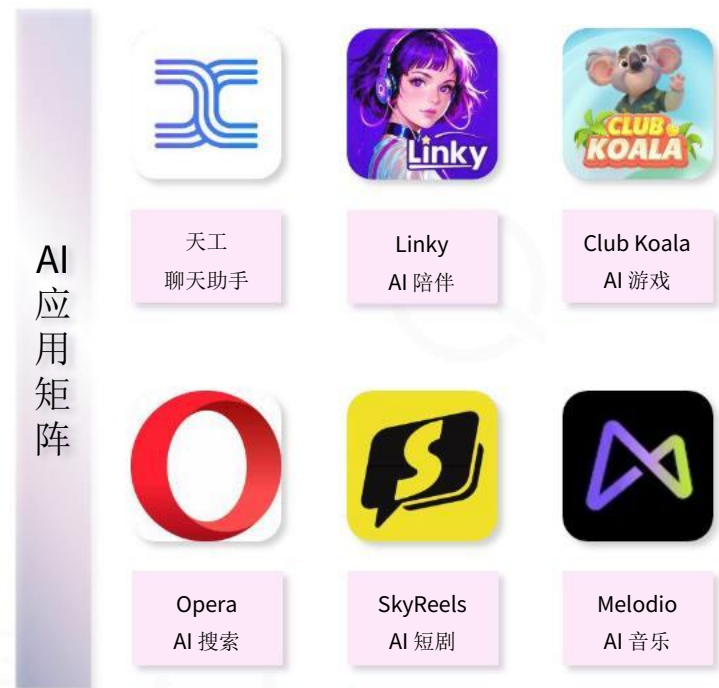 AI
应
用
矩
阵
Linky
CLUB
KOALA
天工
聊天助手
Linky
AI 陪伴
Club Koala
AI 游戏
Opera
AI 搜索
SkyReels
AI 短剧
Melodio
AI 音乐